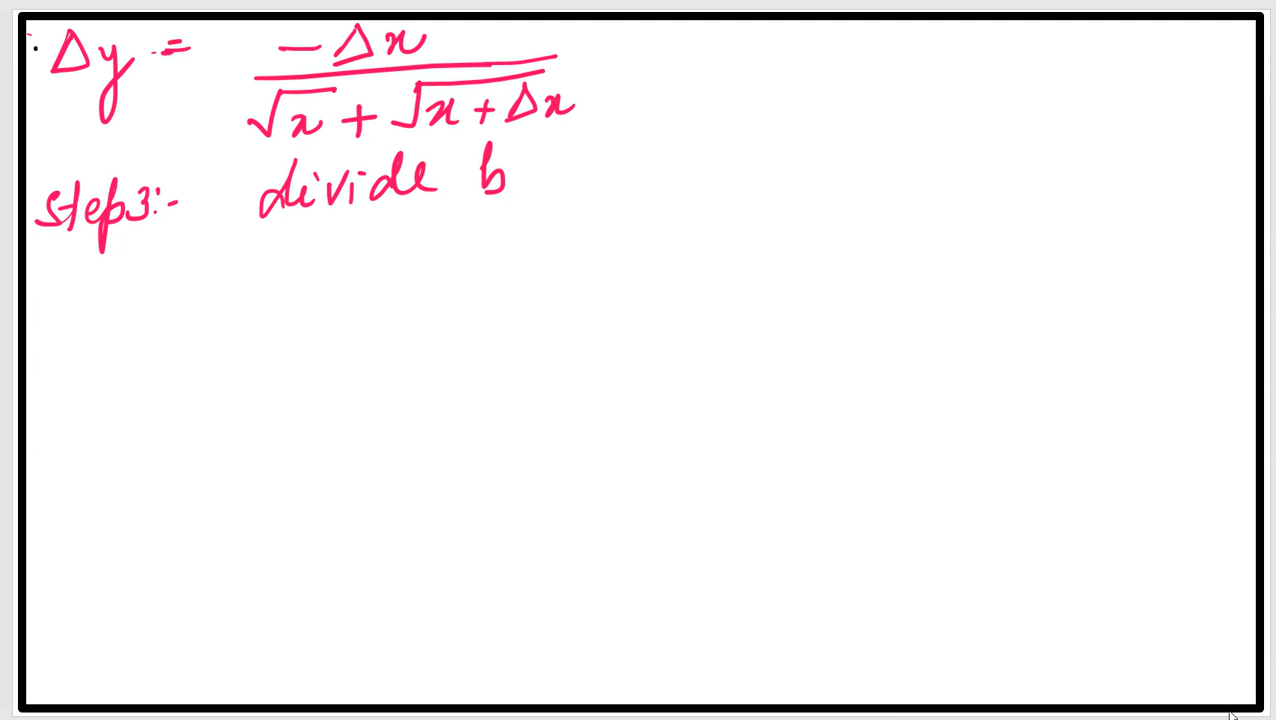 Δy = -Δx / (√x + √x + Δx)
Step3:- divide b